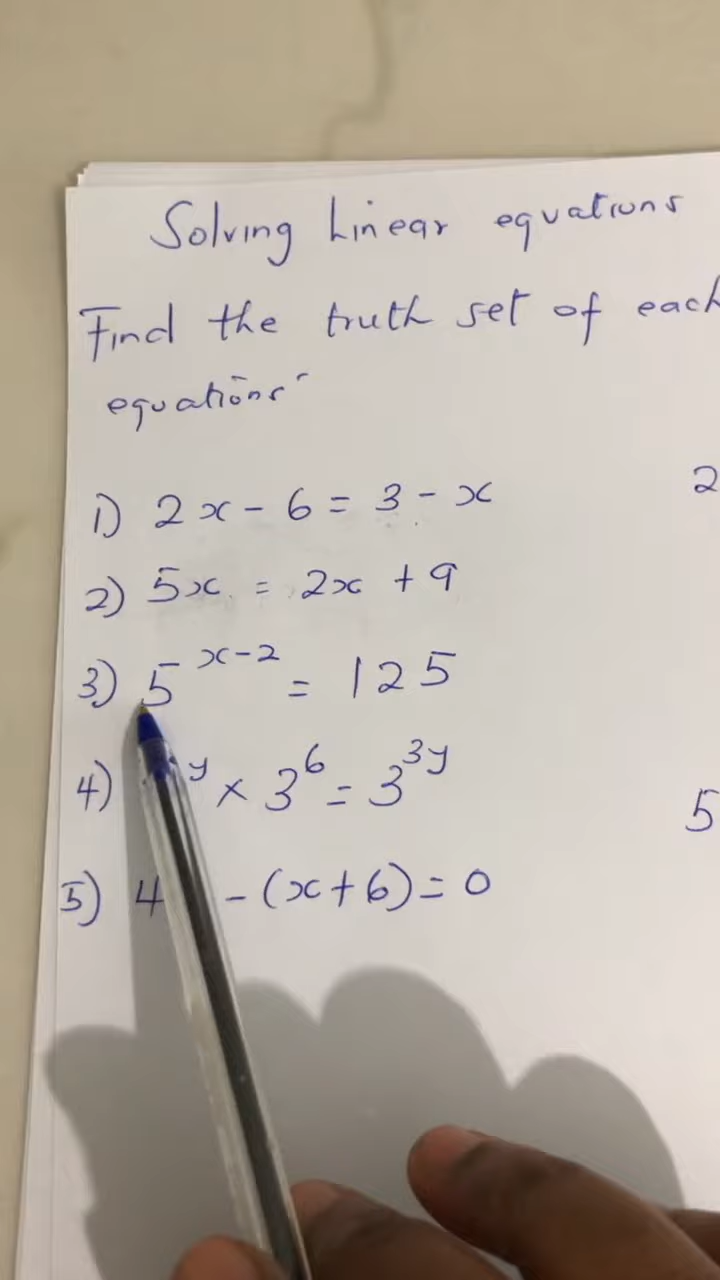 Solving Linear equations
Find the truth set of each
equations
1) 2x - 6 = 3 - x
2
2) 5x = 2x + 9
3) 5^{x-2} = 125
4) ^{y} × 3^{6} = 3^{3y}
5
5) 4 - (x + 6) = 0